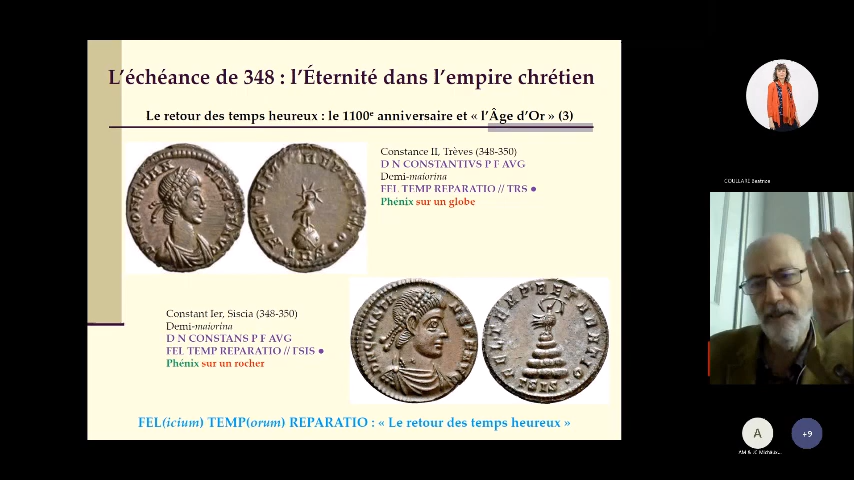 L'échéance de 348 : l'Éternité dans l'empire chrétien
Le retour des temps heureux : le 1100e anniversaire et « l'Âge d'Or » (3)
Constance II, Trèves (348-350)
D N CONSTANTIVS P F AVG
Demi-maiorina
FEL TEMP REPARATIO // TRS ●
Phénix sur un globe
Constant Ier, Siscia (348-350)
Demi-maiorina
D N CONSTANS P F AVG
FEL TEMP REPARATIO // ΓSIS ●
Phénix sur un rocher
FEL(icium) TEMP(orum) REPARATIO : « Le retour des temps heureux »
COULLARE Beatrice
A
+9